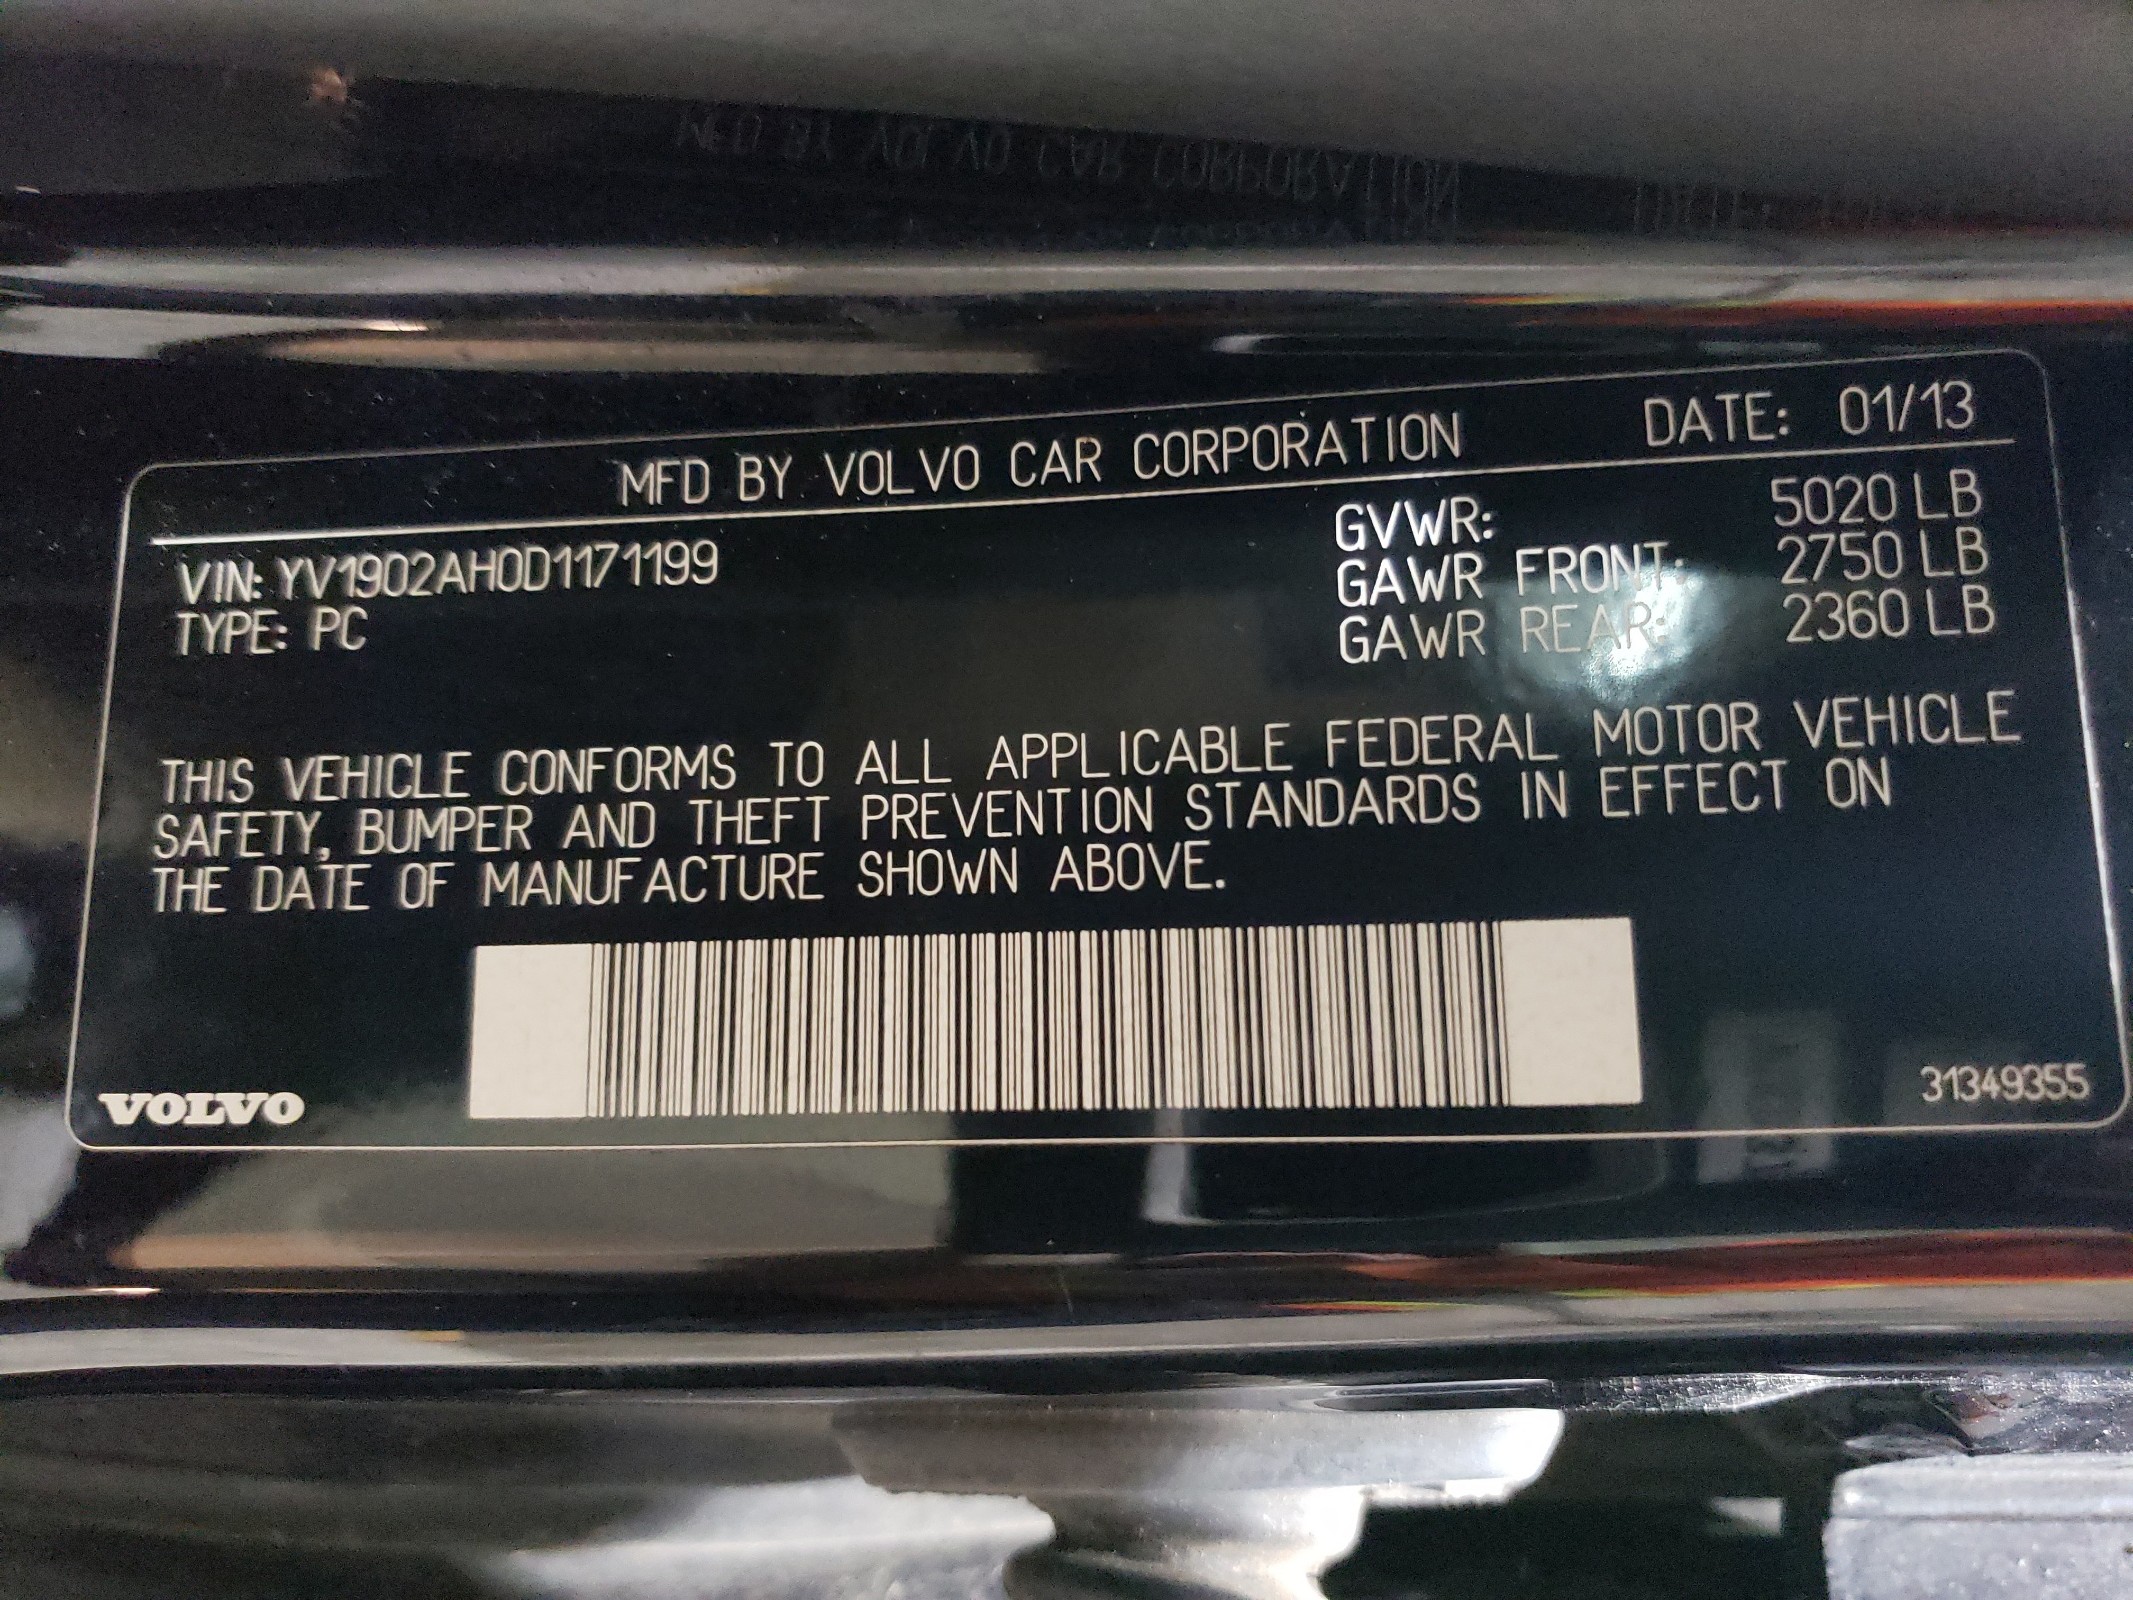 MFD BY VOLVO CAR CORPORATION DATE: 01/13
VIN: YV1902AH0D1171199
TYPE: PC
GVWR: 5020 LB
GAWR FRONT: 2750 LB
GAWR REAR: 2360 LB
THIS VEHICLE CONFORMS TO ALL APPLICABLE FEDERAL MOTOR VEHICLE
SAFETY, BUMPER AND THEFT PREVENTION STANDARDS IN EFFECT ON
THE DATE OF MANUFACTURE SHOWN ABOVE.
VOLVO
31349355